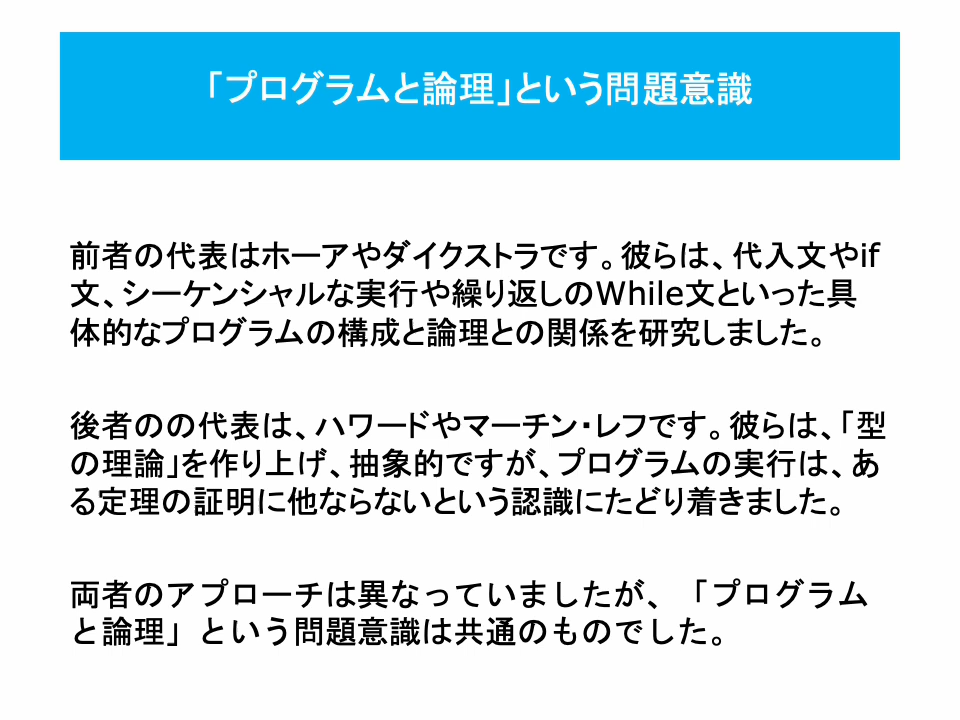 「プログラムと論理」という問題意識
前者の代表はホーアやダイクストラです。彼らは、代入文やif
文、シーケンシャルな実行や繰り返しのWhile文といった具
体的なプログラムの構成と論理との関係を研究しました。
後者のの代表は、ハワードやマーチン・レフです。彼らは、「型
の理論」を作り上げ、抽象的ですが、プログラムの実行は、あ
る定理の証明に他ならないという認識にたどり着きました。
両者のアプローチは異なっていましたが、「プログラム
と論理」という問題意識は共通のものでした。